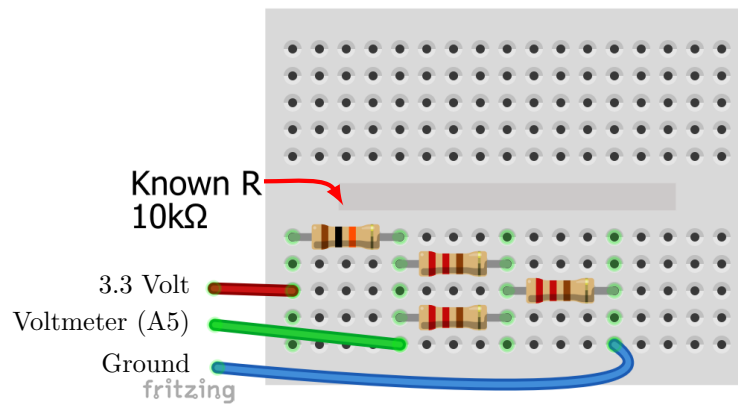 Known R
10kΩ
3.3 Volt
Voltmeter (A5)
Ground
fritzing